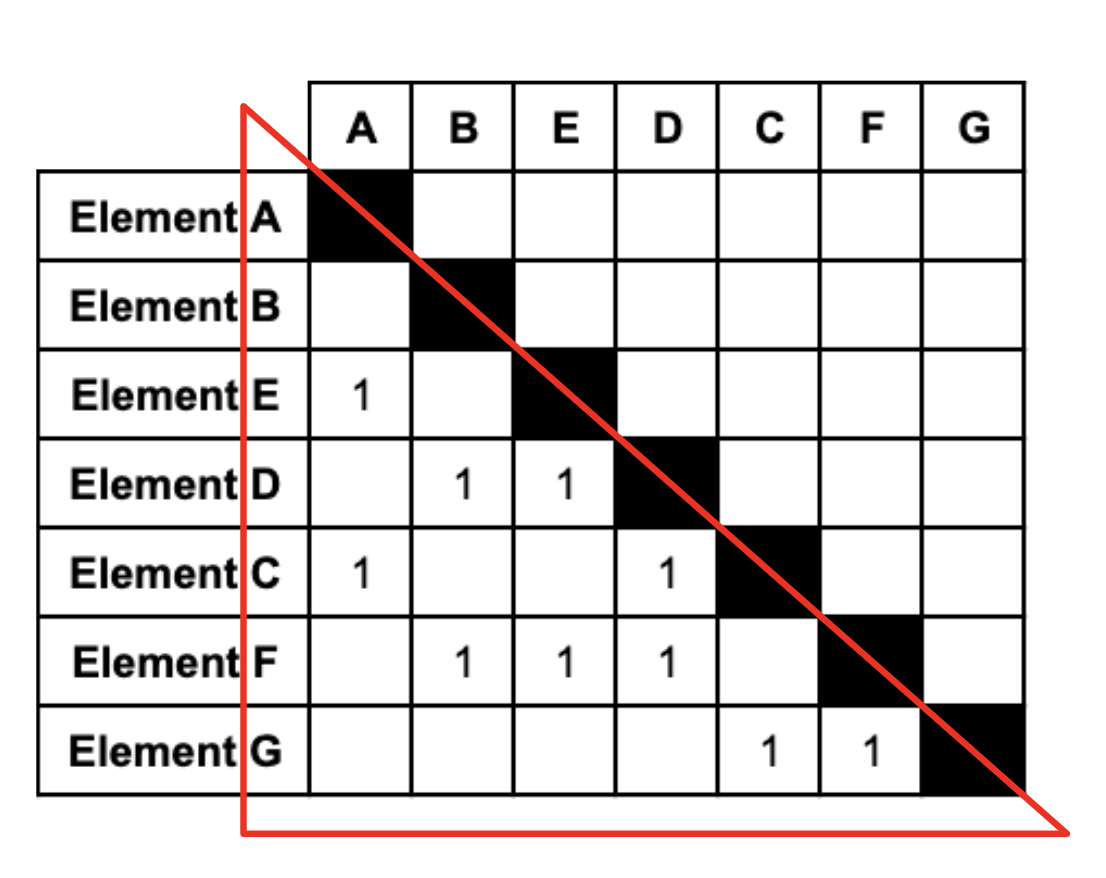 A B E D C F G
Element A
Element B
Element E 1
Element D 1 1
Element C 1 1
Element F 1 1 1
Element G 1 1